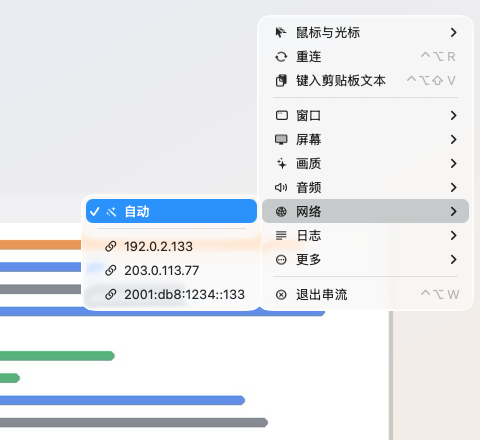 鼠标与光标
重连 ^⌥R
键入剪贴板文本 ^⌥⇧V
窗口
屏幕
画质
音频
网络
日志
更多
退出串流 ^⌥W
✓ 自动
192.0.2.133
203.0.113.77
2001:db8:1234::133